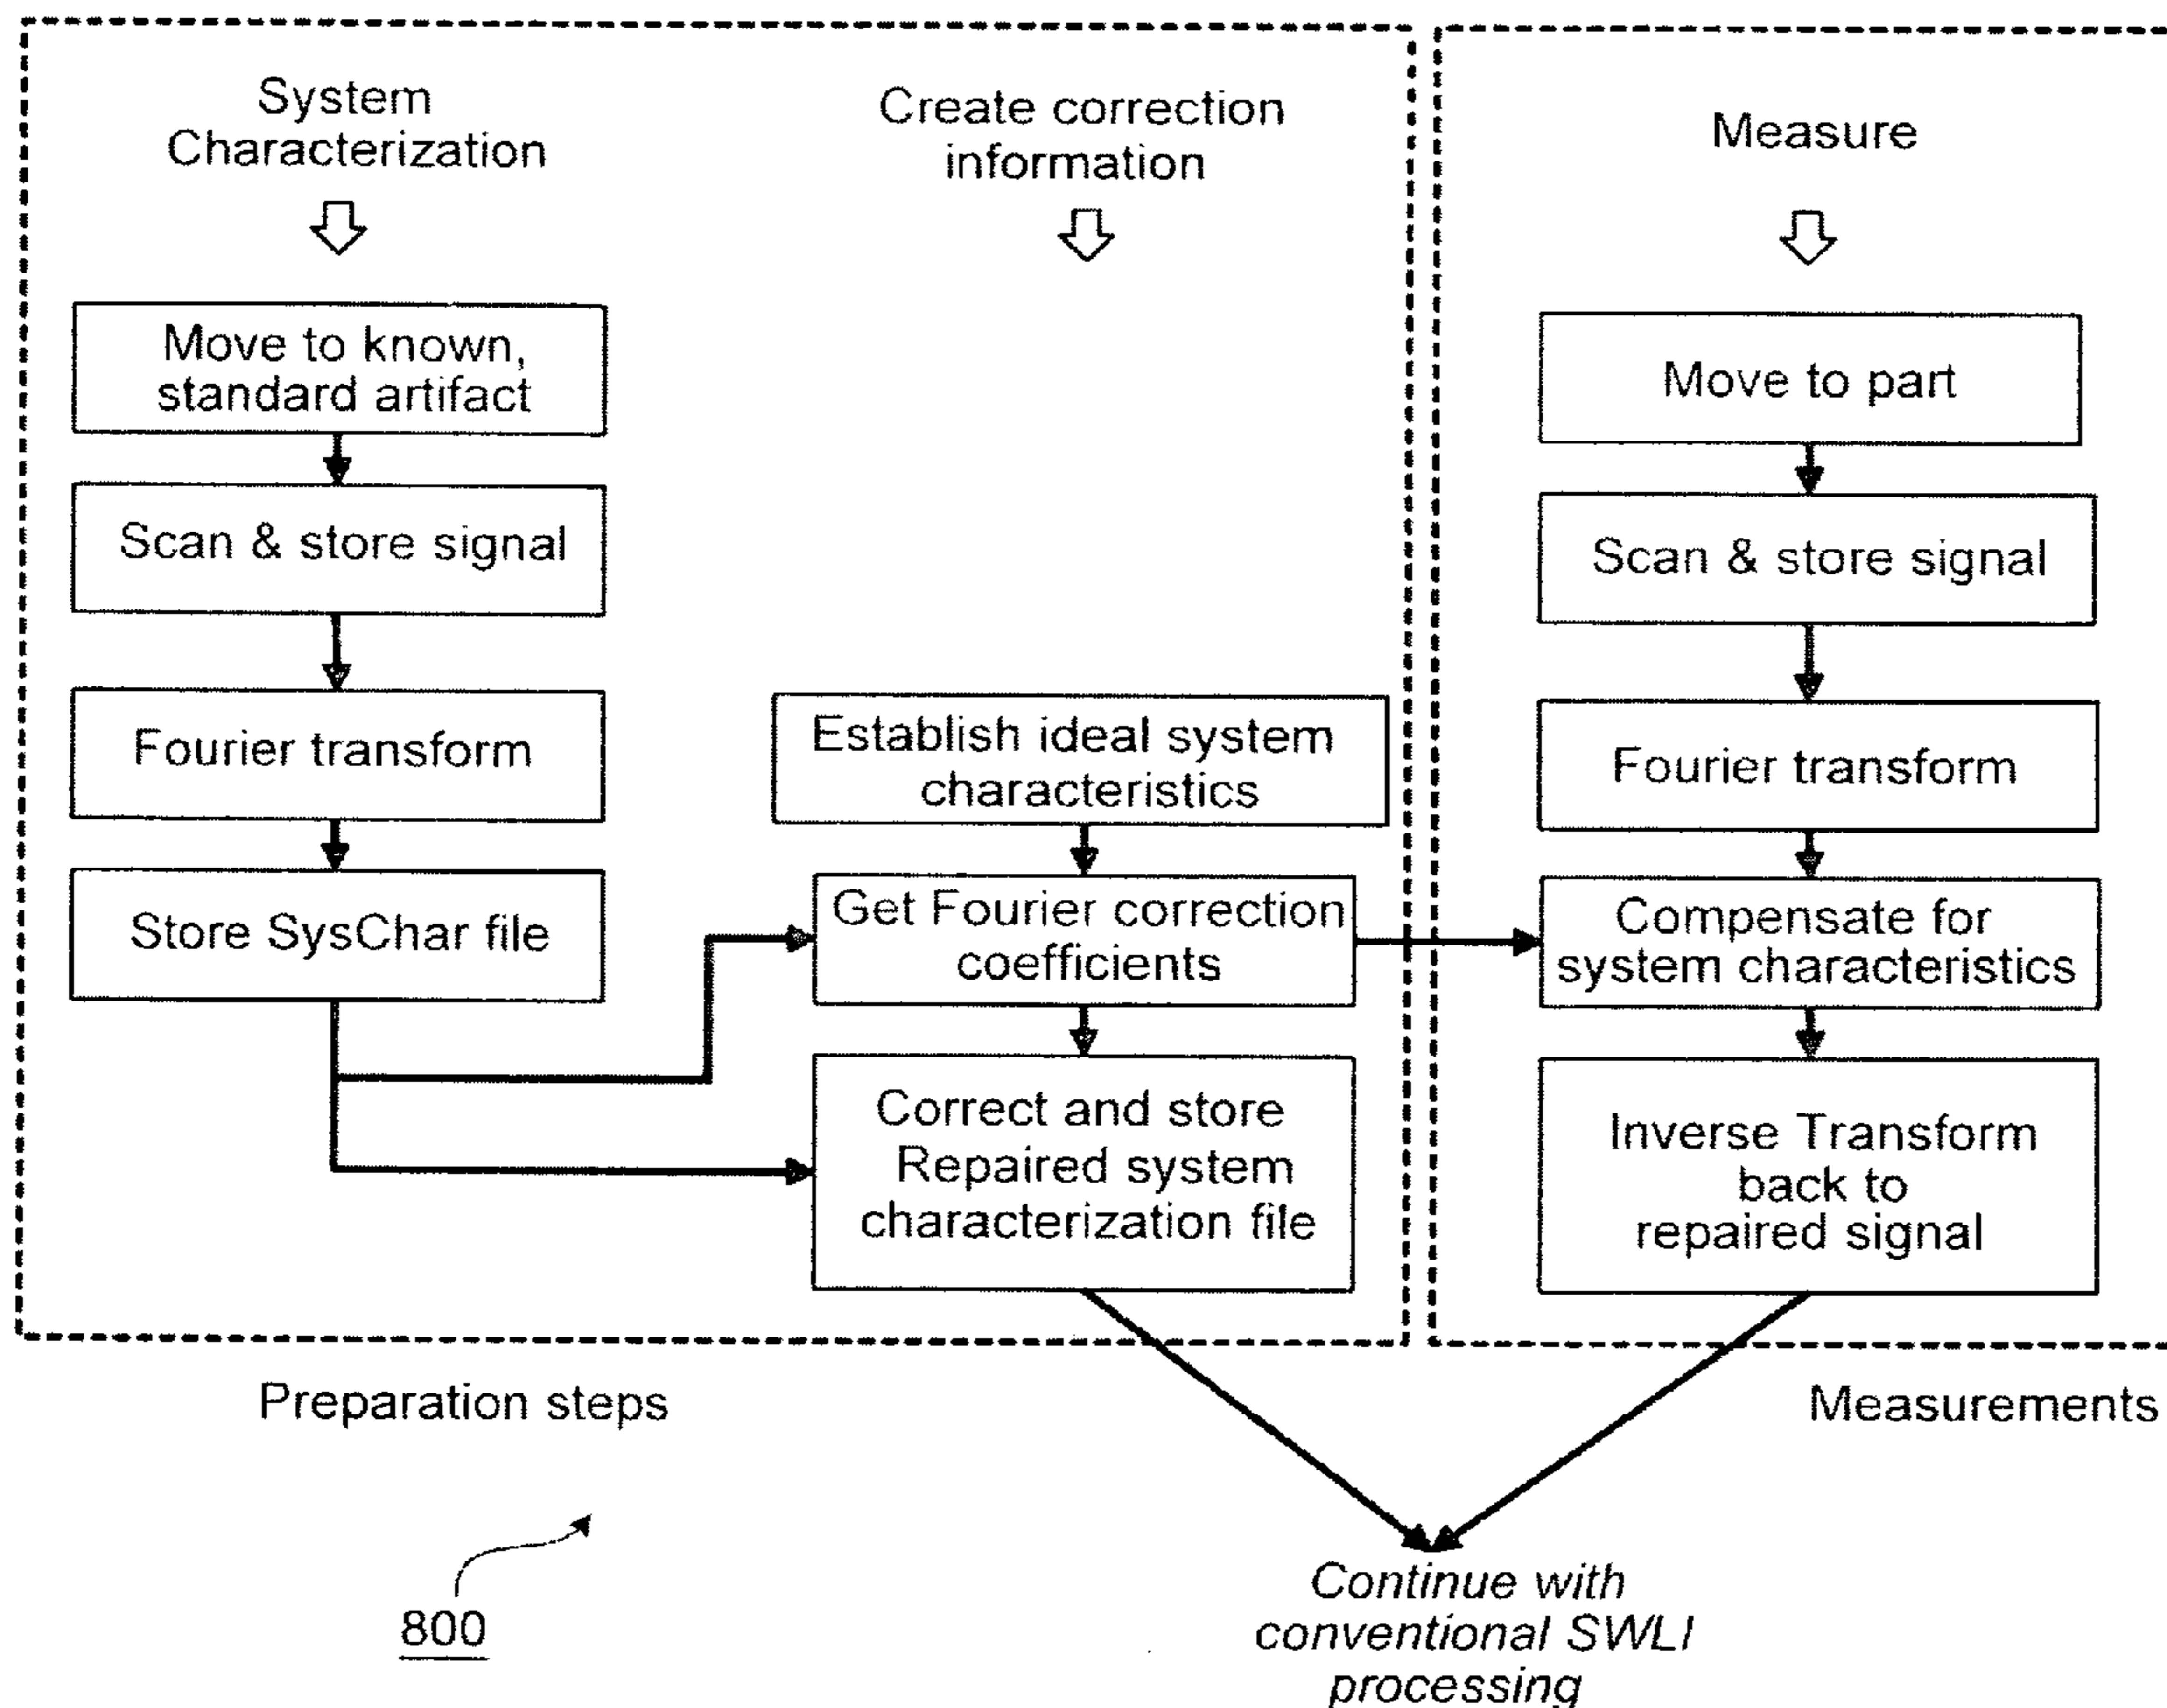 System
Characterization
Move to known,
standard artifact
Scan & store signal
Fourier transform
Store SysChar file
Create correction
information
Establish ideal system
characteristics
Get Fourier correction
coefficients
Correct and store
Repaired system
characterization file
Preparation steps
Measure
Move to part
Scan & store signal
Fourier transform
Compensate for
system characteristics
Inverse Transform
back to
repaired signal
Measurements
Continue with
conventional SWLI
processing
800